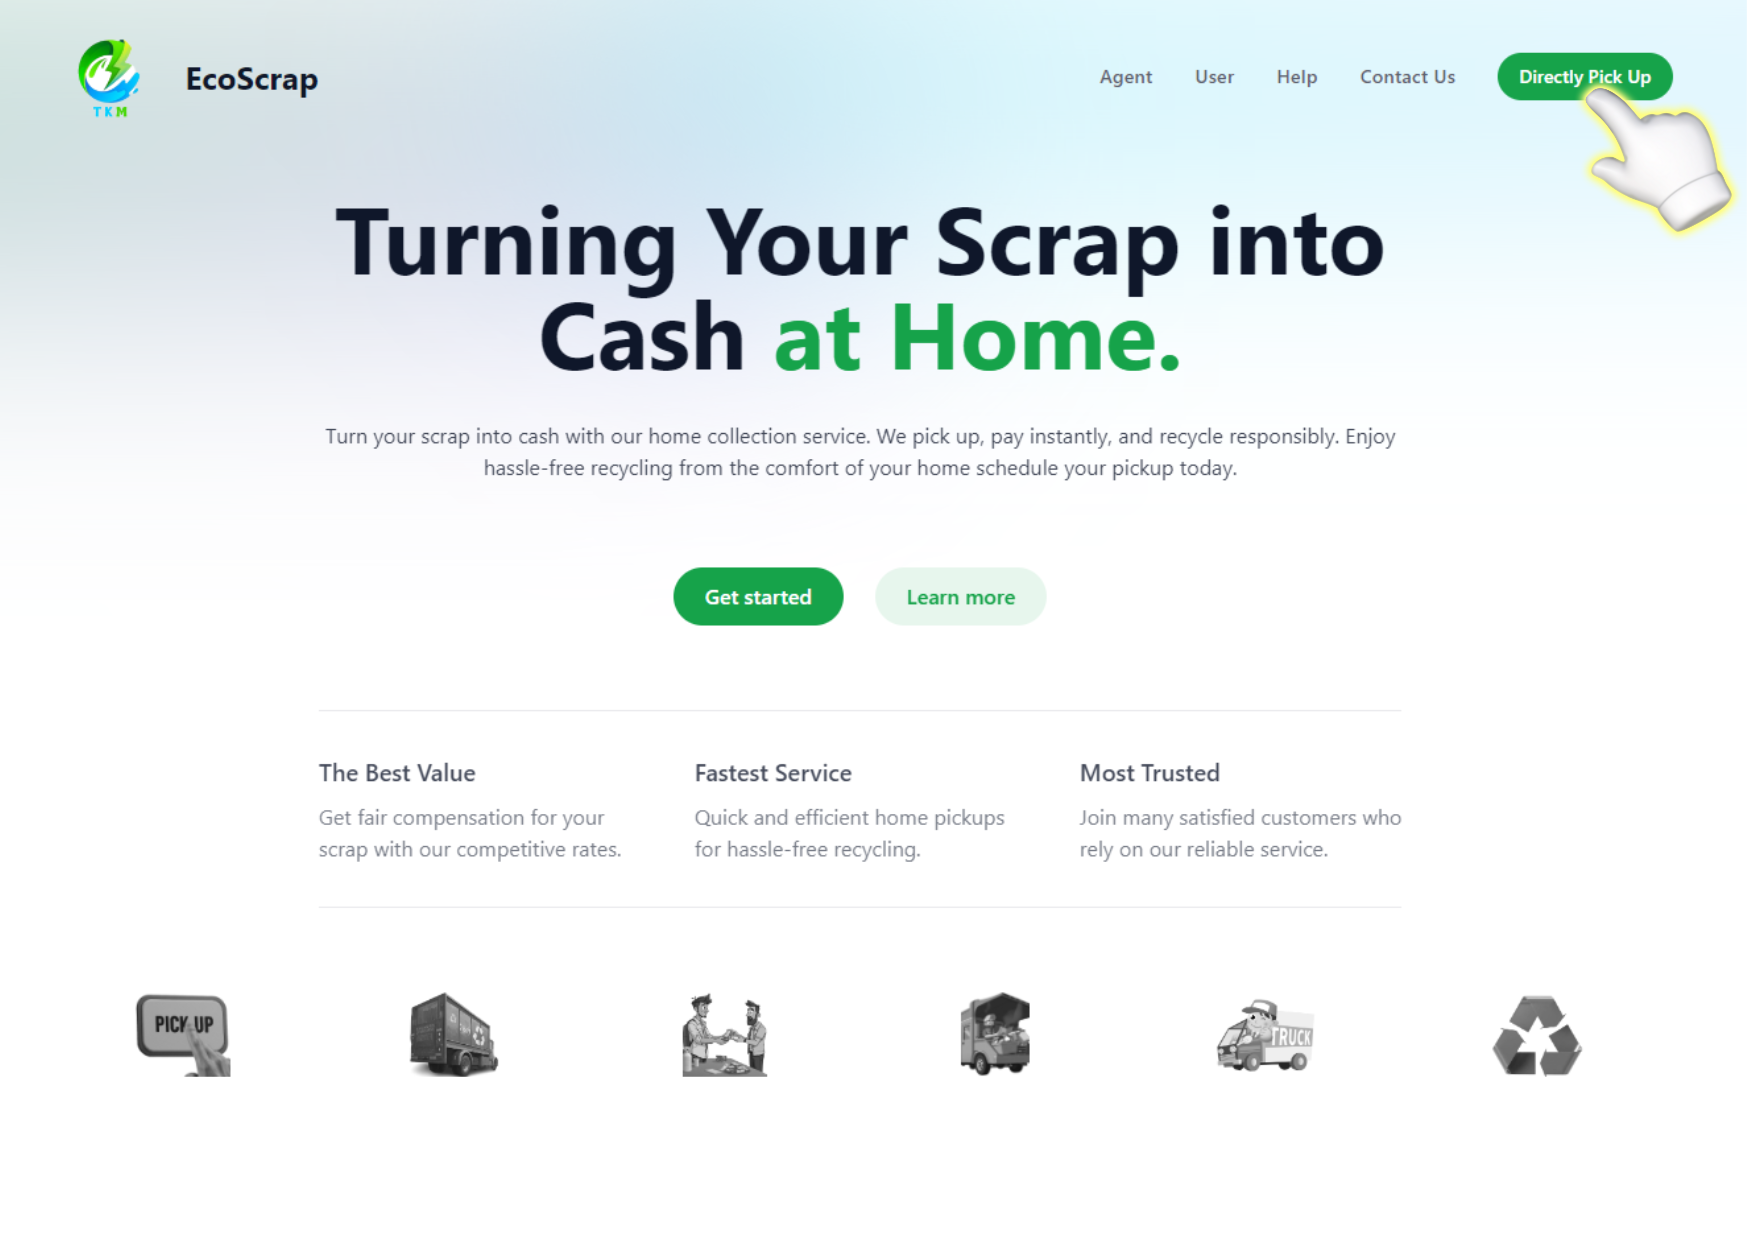 TKM
EcoScrap
Agent
User
Help
Contact Us
Directly Pick Up
Turning Your Scrap into
Cash at Home.
Turn your scrap into cash with our home collection service. We pick up, pay instantly, and recycle responsibly. Enjoy
hassle-free recycling from the comfort of your home schedule your pickup today.
Get started
Learn more
The Best Value
Get fair compensation for your
scrap with our competitive rates.
Fastest Service
Quick and efficient home pickups
for hassle-free recycling.
Most Trusted
Join many satisfied customers who
rely on our reliable service.
PICK UP
TRUCK